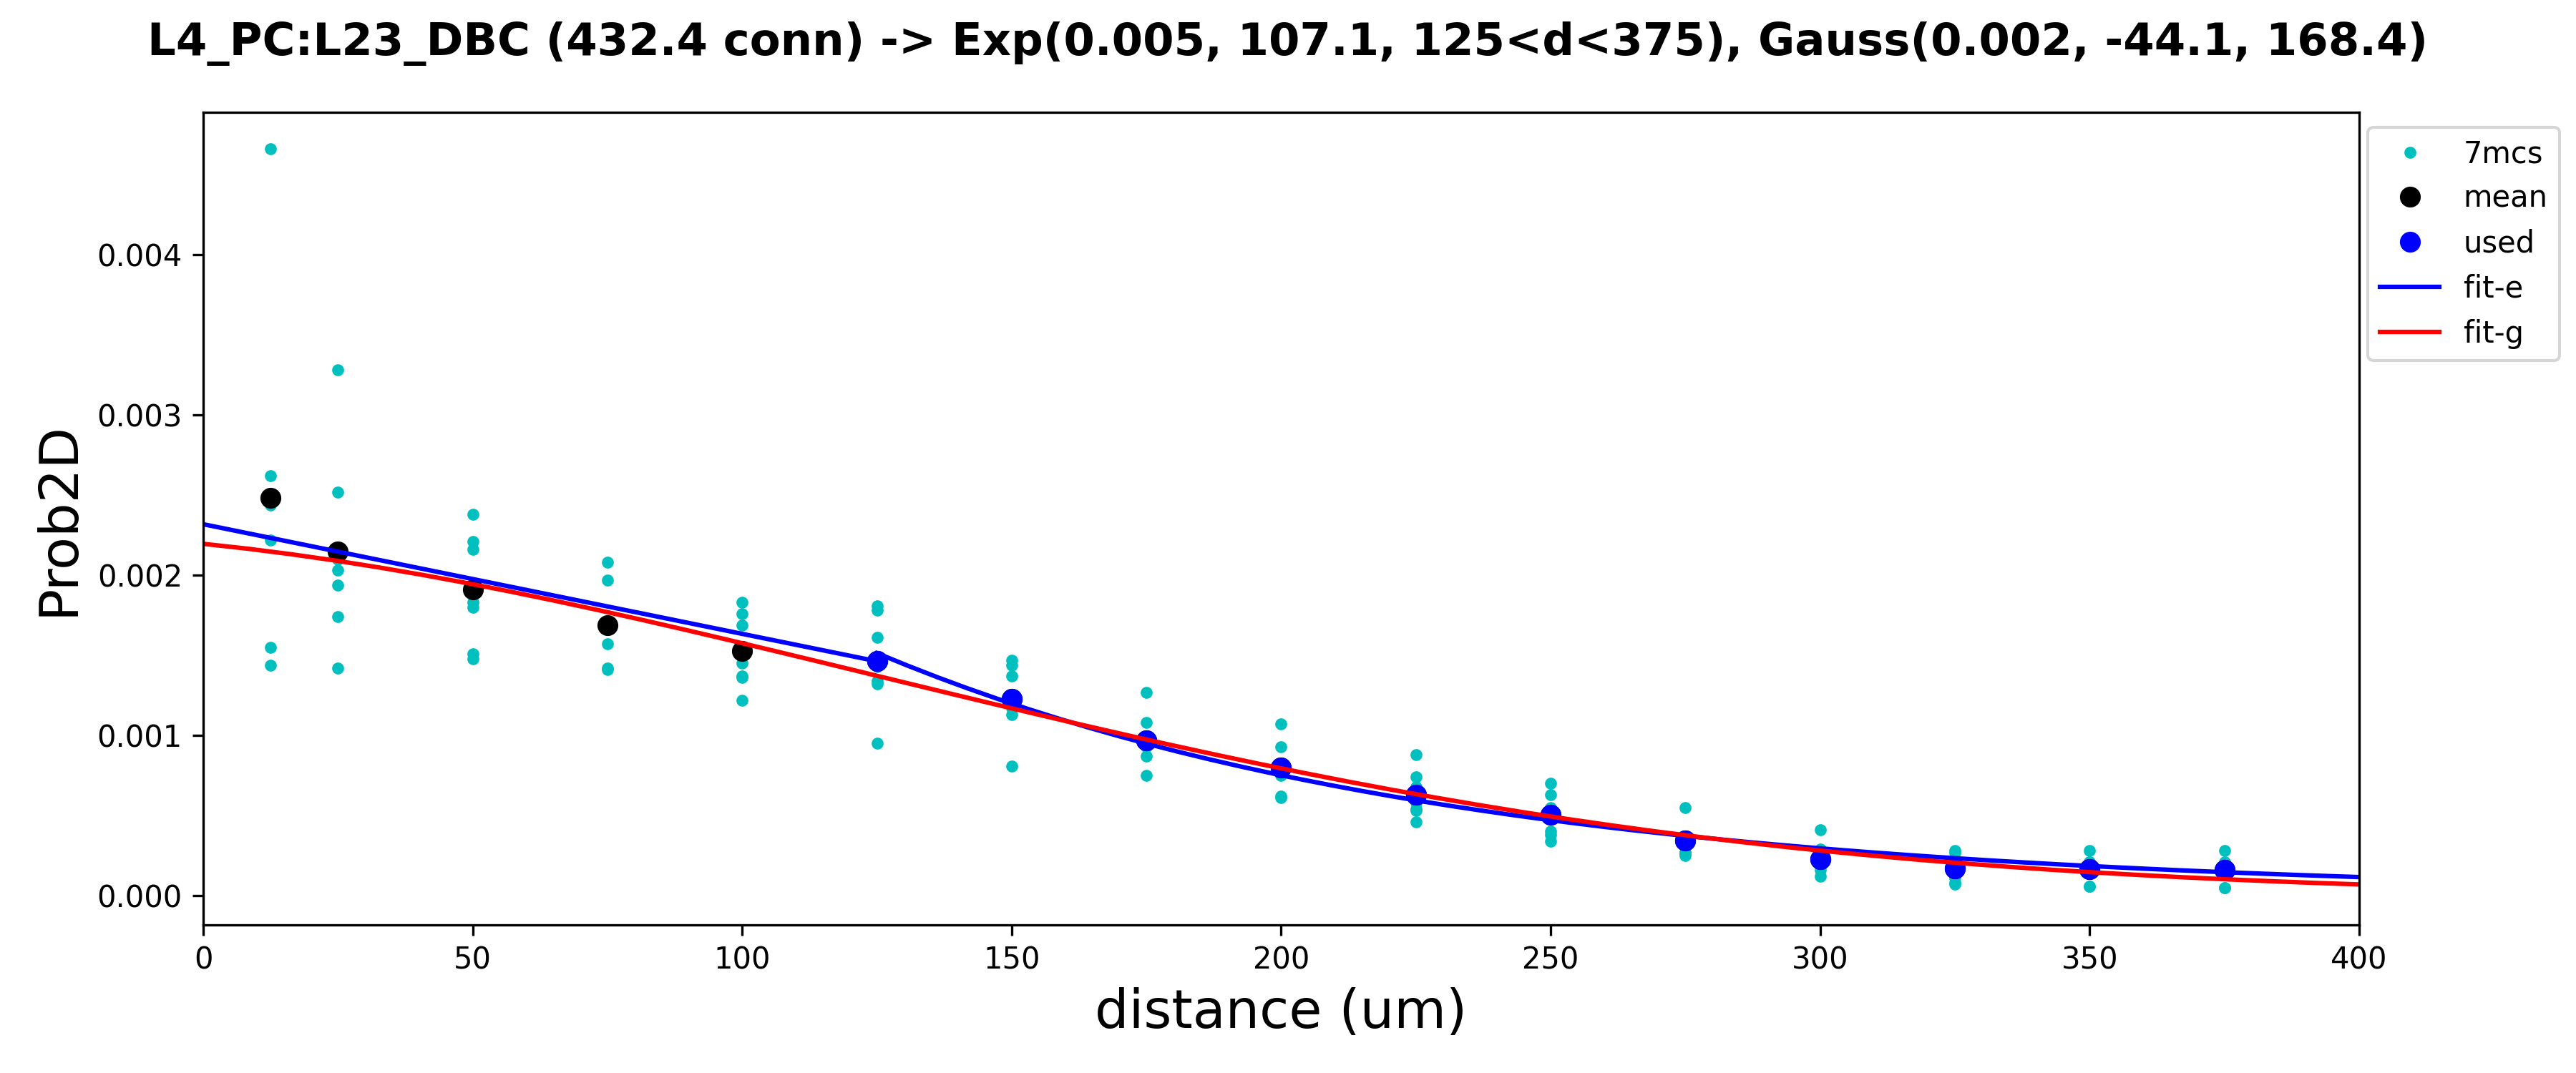 L4_PC:L23_DBC (432.4 conn) -> Exp(0.005, 107.1, 125<d<375), Gauss(0.002, -44.1, 168.4)
7mcs
mean
used
fit-e
fit-g
0.004
0.003
0.002
0.001
0.000
Prob2D
0 50 100 150 200 250 300 350 400
distance (um)